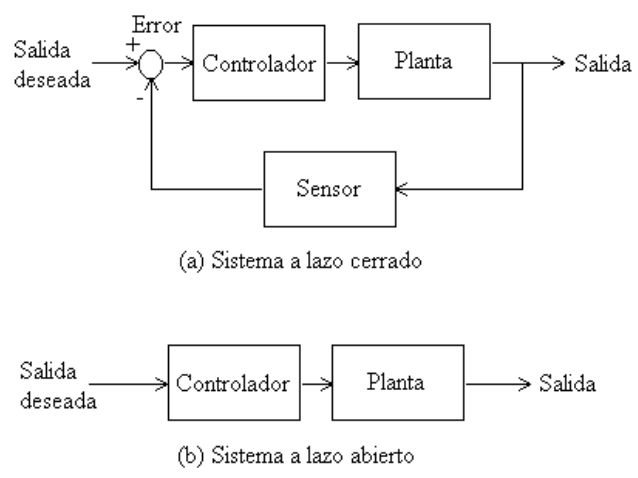 Error
+
Salida
deseada
Controlador
Planta
Salida
-
Sensor
(a) Sistema a lazo cerrado
Salida
deseada
Controlador
Planta
Salida
(b) Sistema a lazo abierto